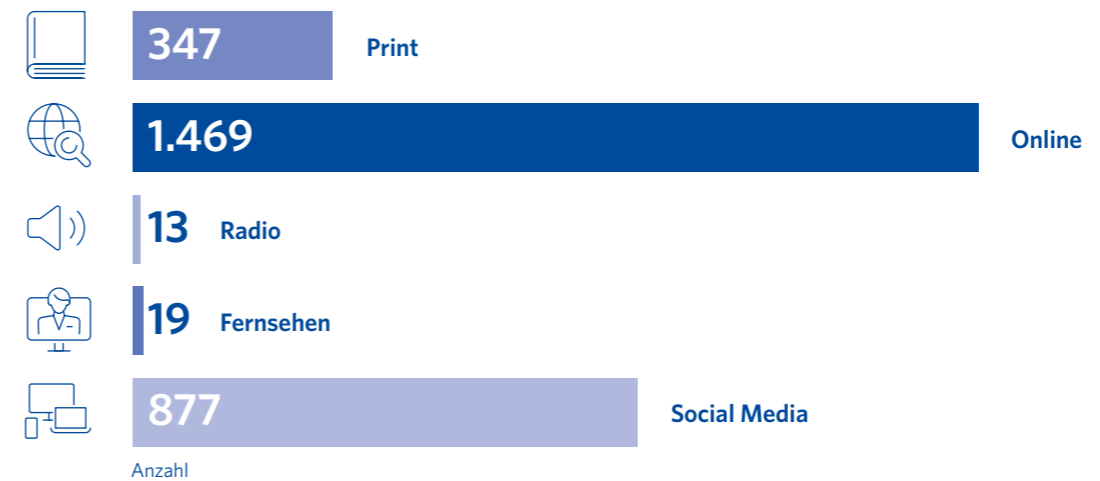 347 Print
1.469 Online
13 Radio
19 Fernsehen
877 Social Media
Anzahl